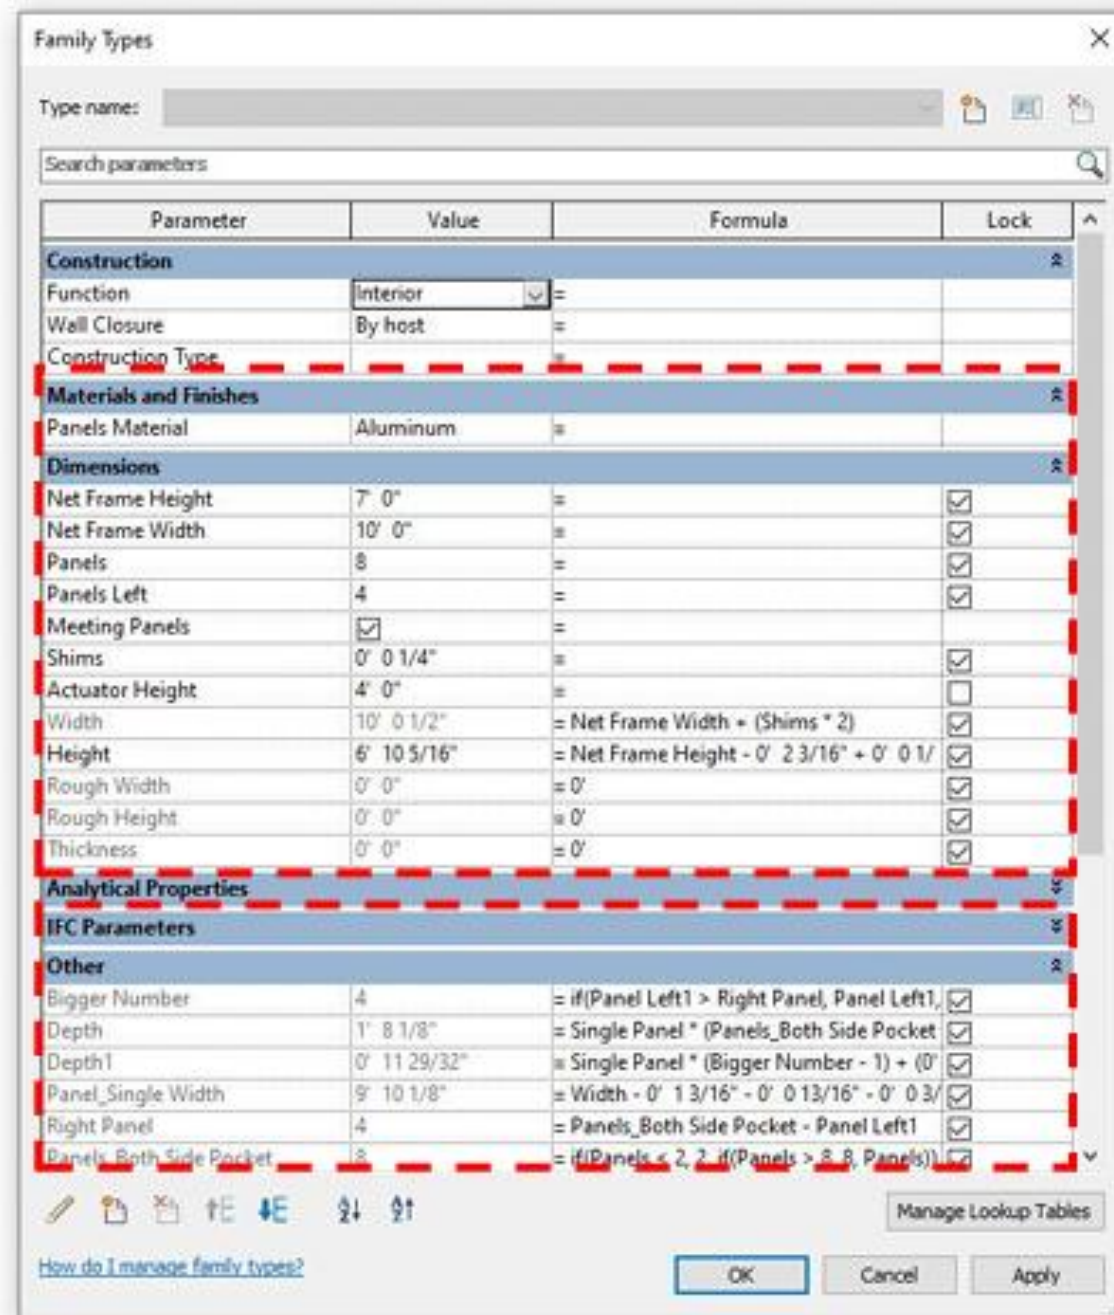 Family Types
Type name:
Search parameters
Parameter Value Formula Lock
Construction
Function Interior =
Wall Closure By host =
Construction Type =
Materials and Finishes
Panels Material Aluminum =
Dimensions
Net Frame Height 7' 0" =
Net Frame Width 10' 0" =
Panels 8 =
Panels Left 4 =
Meeting Panels =
Shims 0' 0 1/4" =
Actuator Height 4' 0" =
Width 10' 0 1/2" = Net Frame Width + (Shims * 2)
Height 6' 10 5/16" = Net Frame Height - 0' 2 3/16" + 0' 0 1/
Rough Width 0' 0" = 0'
Rough Height 0' 0" = 0'
Thickness 0' 0" = 0'
Analytical Properties
IFC Parameters
Other
Bigger Number 4 = if(Panel Left1 > Right Panel, Panel Left1,
Depth 1' 8 1/8" = Single Panel * (Panels_Both Side Pocket
Depth1 0' 11 29/32" = Single Panel * (Bigger Number - 1) + (0'
Panel_Single Width 9' 10 1/8" = Width - 0' 1 3/16" - 0' 0 13/16" - 0' 0 3/
Right Panel 4 = Panels_Both Side Pocket - Panel Left1
Panels_Both Side Pocket 8 = if(Panels < 2, 2, if(Panels > 8, 8, Panels))
Manage Lookup Tables
How do I manage family types?
OK Cancel Apply